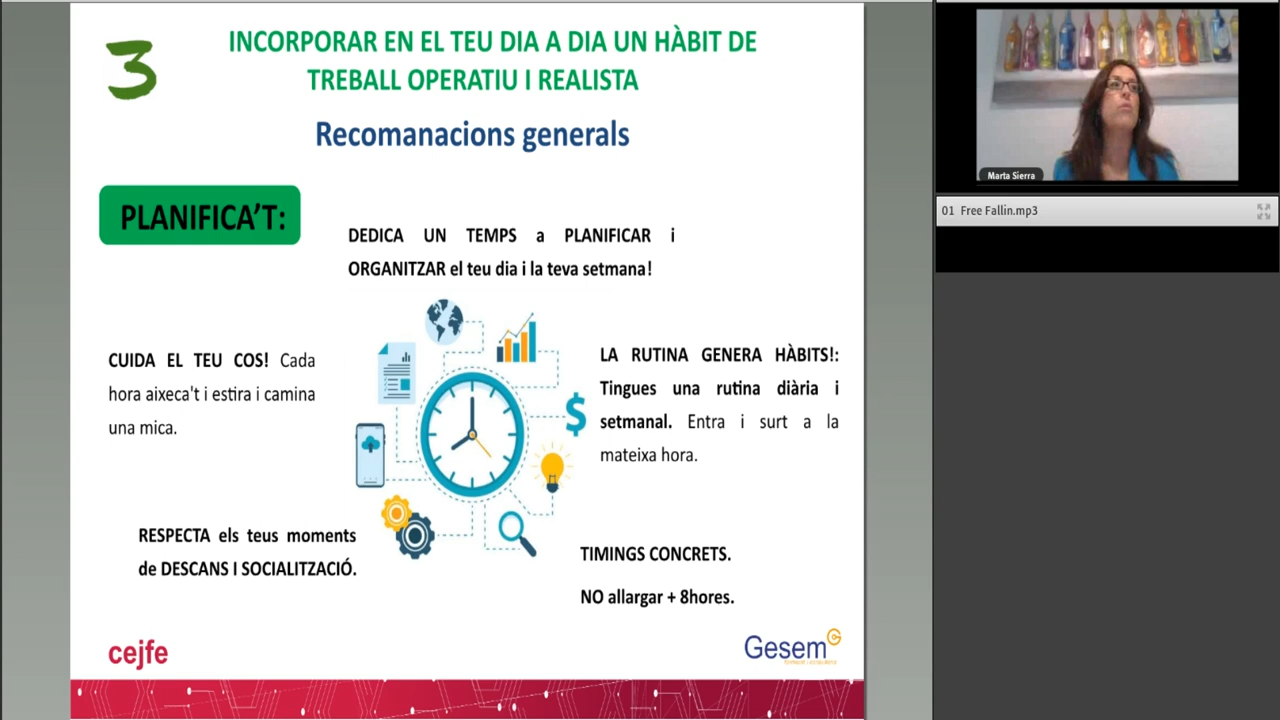 3
INCORPORAR EN EL TEU DIA A DIA UN HÀBIT DE
TREBALL OPERATIU I REALISTA
Recomanacions generals
PLANIFICA'T:
DEDICA UN TEMPS a PLANIFICAR i
ORGANITZAR el teu dia i la teva setmana!
CUIDA EL TEU COS! Cada
hora aixeca't i estira i camina
una mica.
$
LA RUTINA GENERA HÀBITS!:
Tingues una rutina diària i
setmanal. Entra i surt a la
mateixa hora.
RESPECTA els teus moments
de DESCANS I SOCIALITZACIÓ.
TIMINGS CONCRETS.
NO allargar + 8hores.
cejfe
Gesem
Marta Sierra
01 Free Fallin.mp3